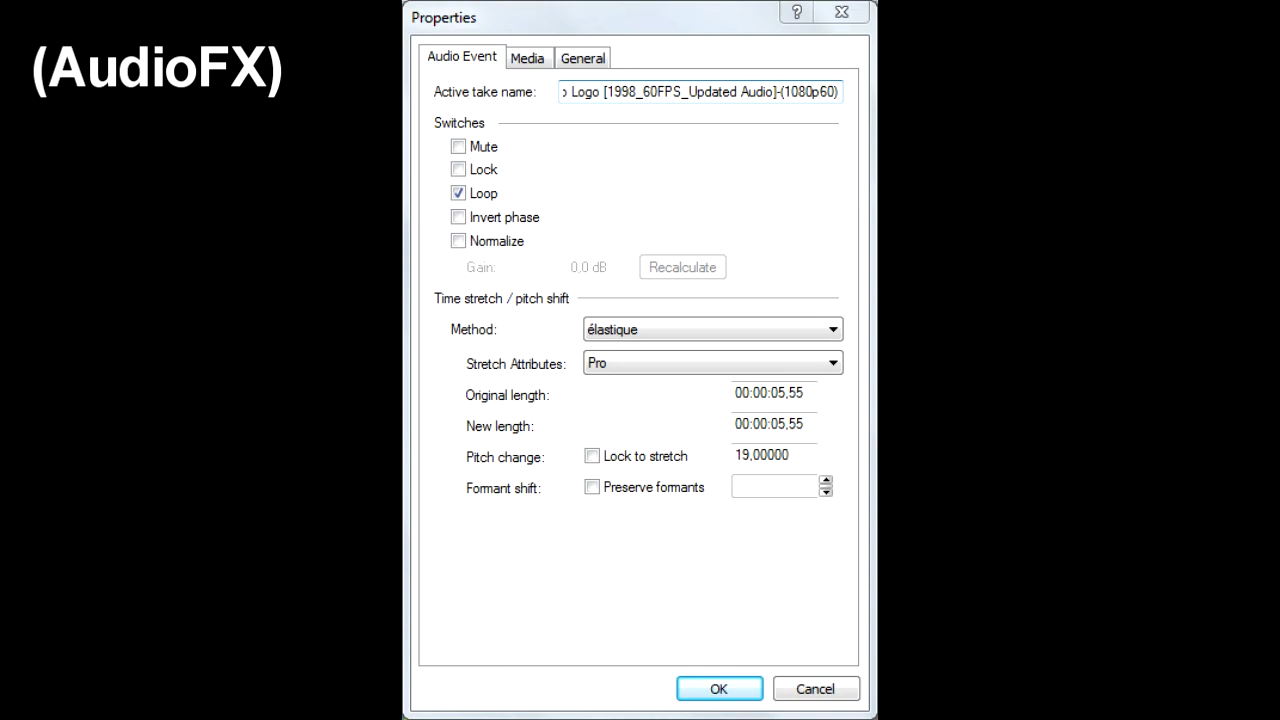 (AudioFX)
Properties
Audio Event Media General
Active take name: Logo [1998_60FPS_Updated Audio]-(1080p60)
Switches
Mute
Lock
Loop
Invert phase
Normalize
Gain: 0,0 dB Recalculate
Time stretch / pitch shift
Method: élastique
Stretch Attributes: Pro
Original length: 00:00:05,55
New length: 00:00:05,55
Pitch change: Lock to stretch 19,00000
Formant shift: Preserve formants
OK Cancel